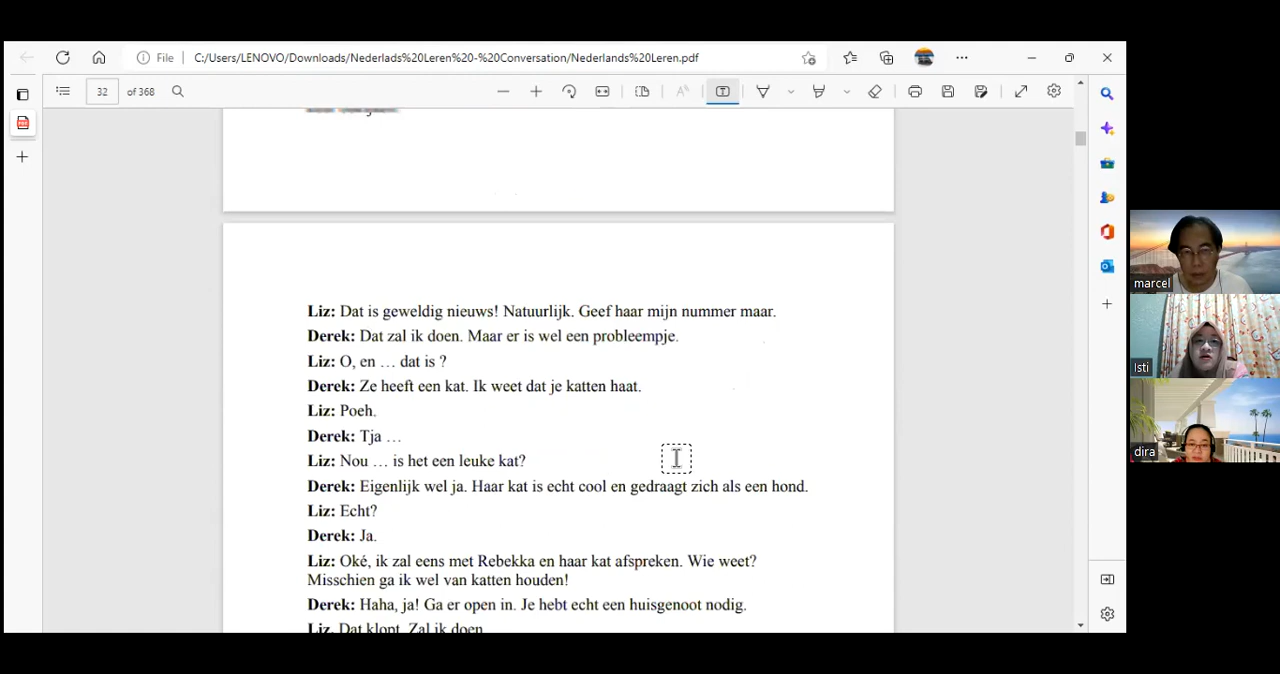 File
C:/Users/LENOVO/Downloads/Nederlads%20Leren%20-%20Conversation/Nederlands%20Leren.pdf
32 of 368
Liz: Dat is geweldig nieuws! Natuurlijk. Geef haar mijn nummer maar.
Derek: Dat zal ik doen. Maar er is wel een probleempje.
Liz: O, en … dat is ?
Derek: Ze heeft een kat. Ik weet dat je katten haat.
Liz: Poeh.
Derek: Tja …
Liz: Nou … is het een leuke kat?
Derek: Eigenlijk wel ja. Haar kat is echt cool en gedraagt zich als een hond.
Liz: Echt?
Derek: Ja.
Liz: Oké, ik zal eens met Rebekka en haar kat afspreken. Wie weet?
Misschien ga ik wel van katten houden!
Derek: Haha, ja! Ga er open in. Je hebt echt een huisgenoot nodig.
Liz. Dat klopt. Zal ik doen
marcel
Isti
dira